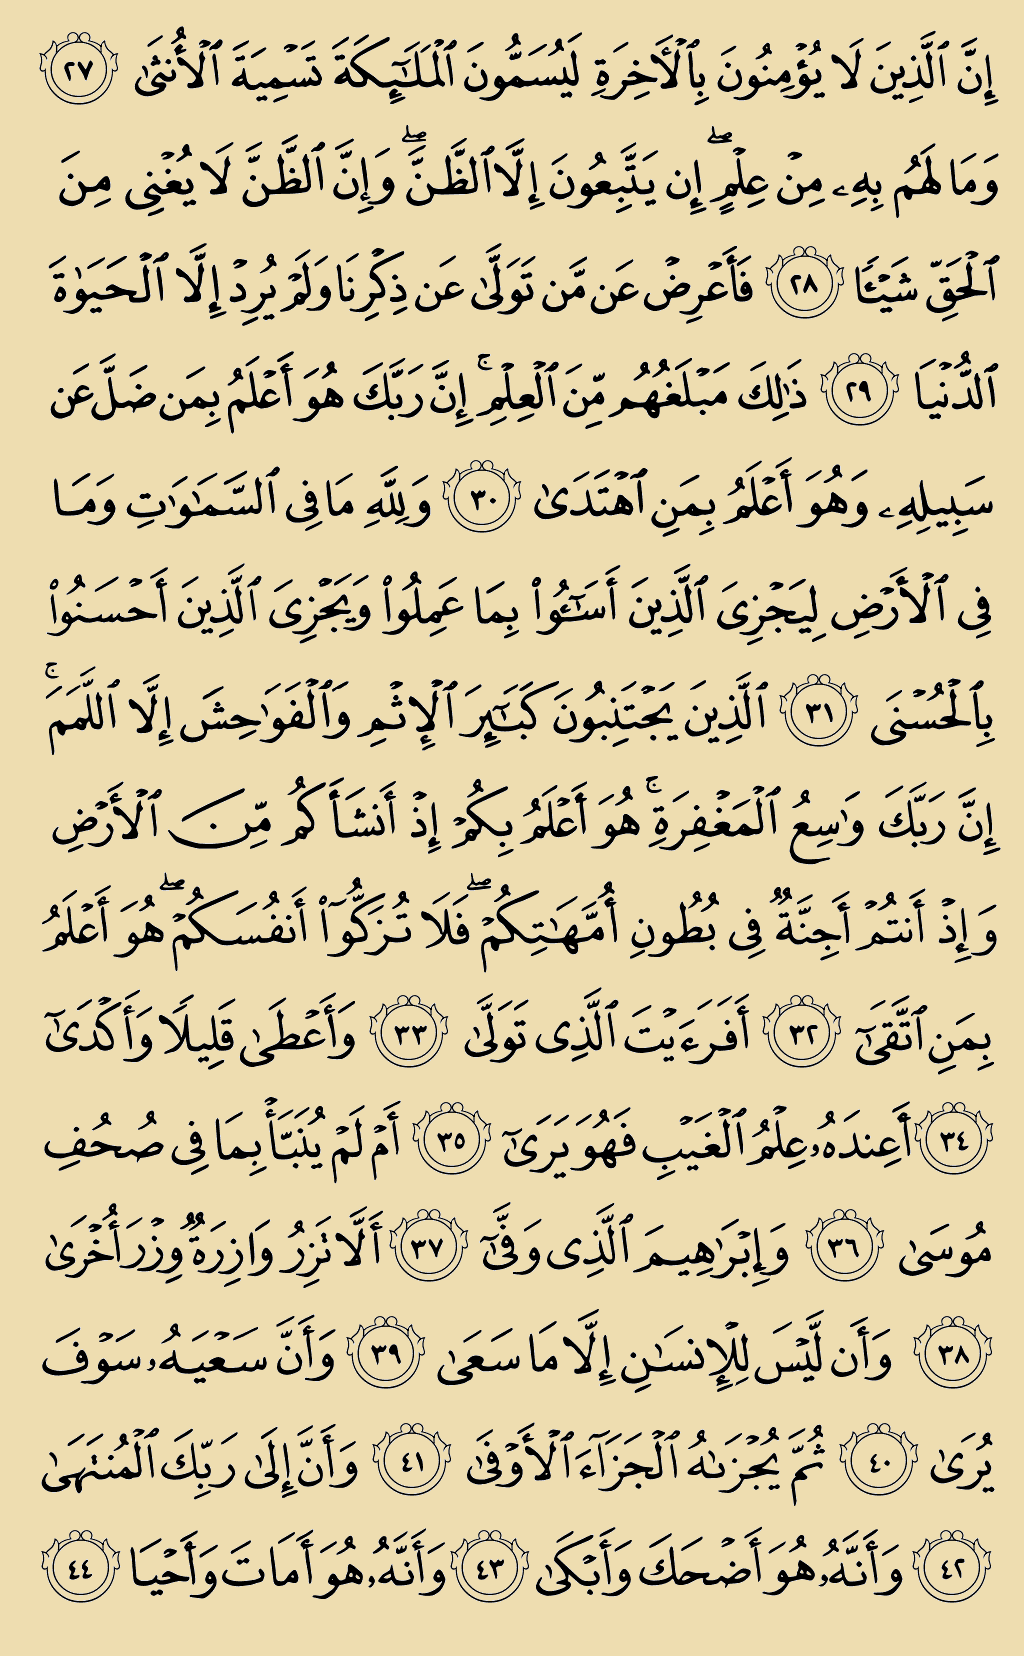 إِنَّ ٱلَّذِينَ لَا يُؤْمِنُونَ بِٱلْأَخِرَةِ لَيُسَمُّونَ ٱلْمَلَـٰٓئِكَةَ تَسْمِيَةَ ٱلْأُنثَىٰ ٢٧
وَمَا لَهُم بِهِۦ مِنْ عِلْمٍ ۖ إِن يَتَّبِعُونَ إِلَّا ٱلظَّنَّ ۖ وَإِنَّ ٱلظَّنَّ لَا يُغْنِى مِنَ
ٱلْحَقِّ شَيْـًٔا ٢٨ فَأَعْرِضْ عَن مَّن تَوَلَّىٰ عَن ذِكْرِنَا وَلَمْ يُرِدْ إِلَّا ٱلْحَيَوٰةَ
ٱلدُّنْيَا ٢٩ ذَٰلِكَ مَبْلَغُهُم مِّنَ ٱلْعِلْمِ ۚ إِنَّ رَبَّكَ هُوَ أَعْلَمُ بِمَن ضَلَّ عَن
سَبِيلِهِۦ وَهُوَ أَعْلَمُ بِمَنِ ٱهْتَدَىٰ ٣٠ وَلِلَّهِ مَا فِى ٱلسَّمَـٰوَٰتِ وَمَا
فِى ٱلْأَرْضِ لِيَجْزِىَ ٱلَّذِينَ أَسَـٰٓـُٔوا۟ بِمَا عَمِلُوا۟ وَيَجْزِىَ ٱلَّذِينَ أَحْسَنُوا۟
بِٱلْحُسْنَى ٣١ ٱلَّذِينَ يَجْتَنِبُونَ كَبَـٰٓئِرَ ٱلْإِثْمِ وَٱلْفَوَٰحِشَ إِلَّا ٱللَّمَمَ ۚ
إِنَّ رَبَّكَ وَٰسِعُ ٱلْمَغْفِرَةِ ۚ هُوَ أَعْلَمُ بِكُمْ إِذْ أَنشَأَكُم مِّنَ ٱلْأَرْضِ
وَإِذْ أَنتُمْ أَجِنَّةٌ فِى بُطُونِ أُمَّهَـٰتِكُمْ ۖ فَلَا تُزَكُّوٓا۟ أَنفُسَكُمْ ۖ هُوَ أَعْلَمُ
بِمَنِ ٱتَّقَىٰٓ ٣٢ أَفَرَءَيْتَ ٱلَّذِى تَوَلَّىٰ ٣٣ وَأَعْطَىٰ قَلِيلًا وَأَكْدَىٰٓ
٣٤ أَعِندَهُۥ عِلْمُ ٱلْغَيْبِ فَهُوَ يَرَىٰٓ ٣٥ أَمْ لَمْ يُنَبَّأْ بِمَا فِى صُحُفِ
مُوسَىٰ ٣٦ وَإِبْرَٰهِيمَ ٱلَّذِى وَفَّىٰٓ ٣٧ أَلَّا تَزِرُ وَازِرَةٌ وِزْرَ أُخْرَىٰ
٣٨ وَأَن لَّيْسَ لِلْإِنسَـٰنِ إِلَّا مَا سَعَىٰ ٣٩ وَأَنَّ سَعْيَهُۥ سَوْفَ
يُرَىٰ ٤٠ ثُمَّ يُجْزَىٰهُ ٱلْجَزَآءَ ٱلْأَوْفَىٰ ٤١ وَأَنَّ إِلَىٰ رَبِّكَ ٱلْمُنتَهَىٰ
٤٢ وَأَنَّهُۥ هُوَ أَضْحَكَ وَأَبْكَىٰ ٤٣ وَأَنَّهُۥ هُوَ أَمَاتَ وَأَحْيَا ٤٤